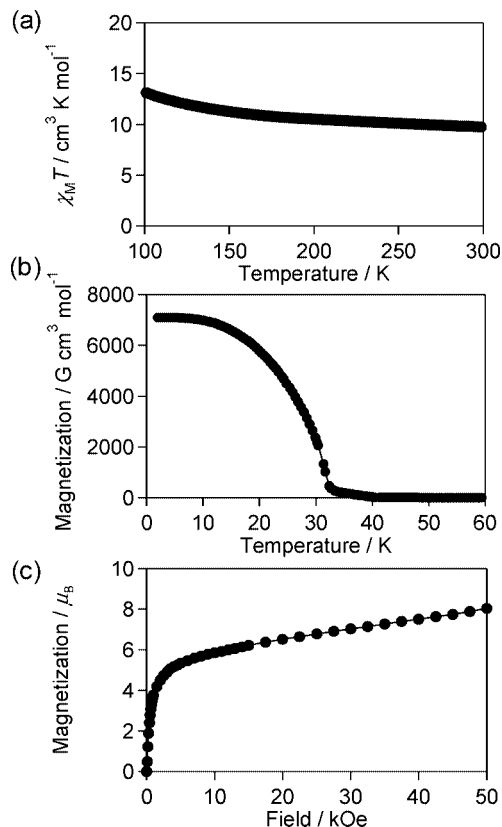 (a)
20
15
10
5
0
χM T / cm³ K mol⁻¹
100 150 200 250 300
Temperature / K
(b)
8000
6000
4000
2000
0
Magnetization / G cm³ mol⁻¹
0 10 20 30 40 50 60
Temperature / K
(c)
10
8
6
4
2
0
Magnetization / μB
0 10 20 30 40 50
Field / kOe